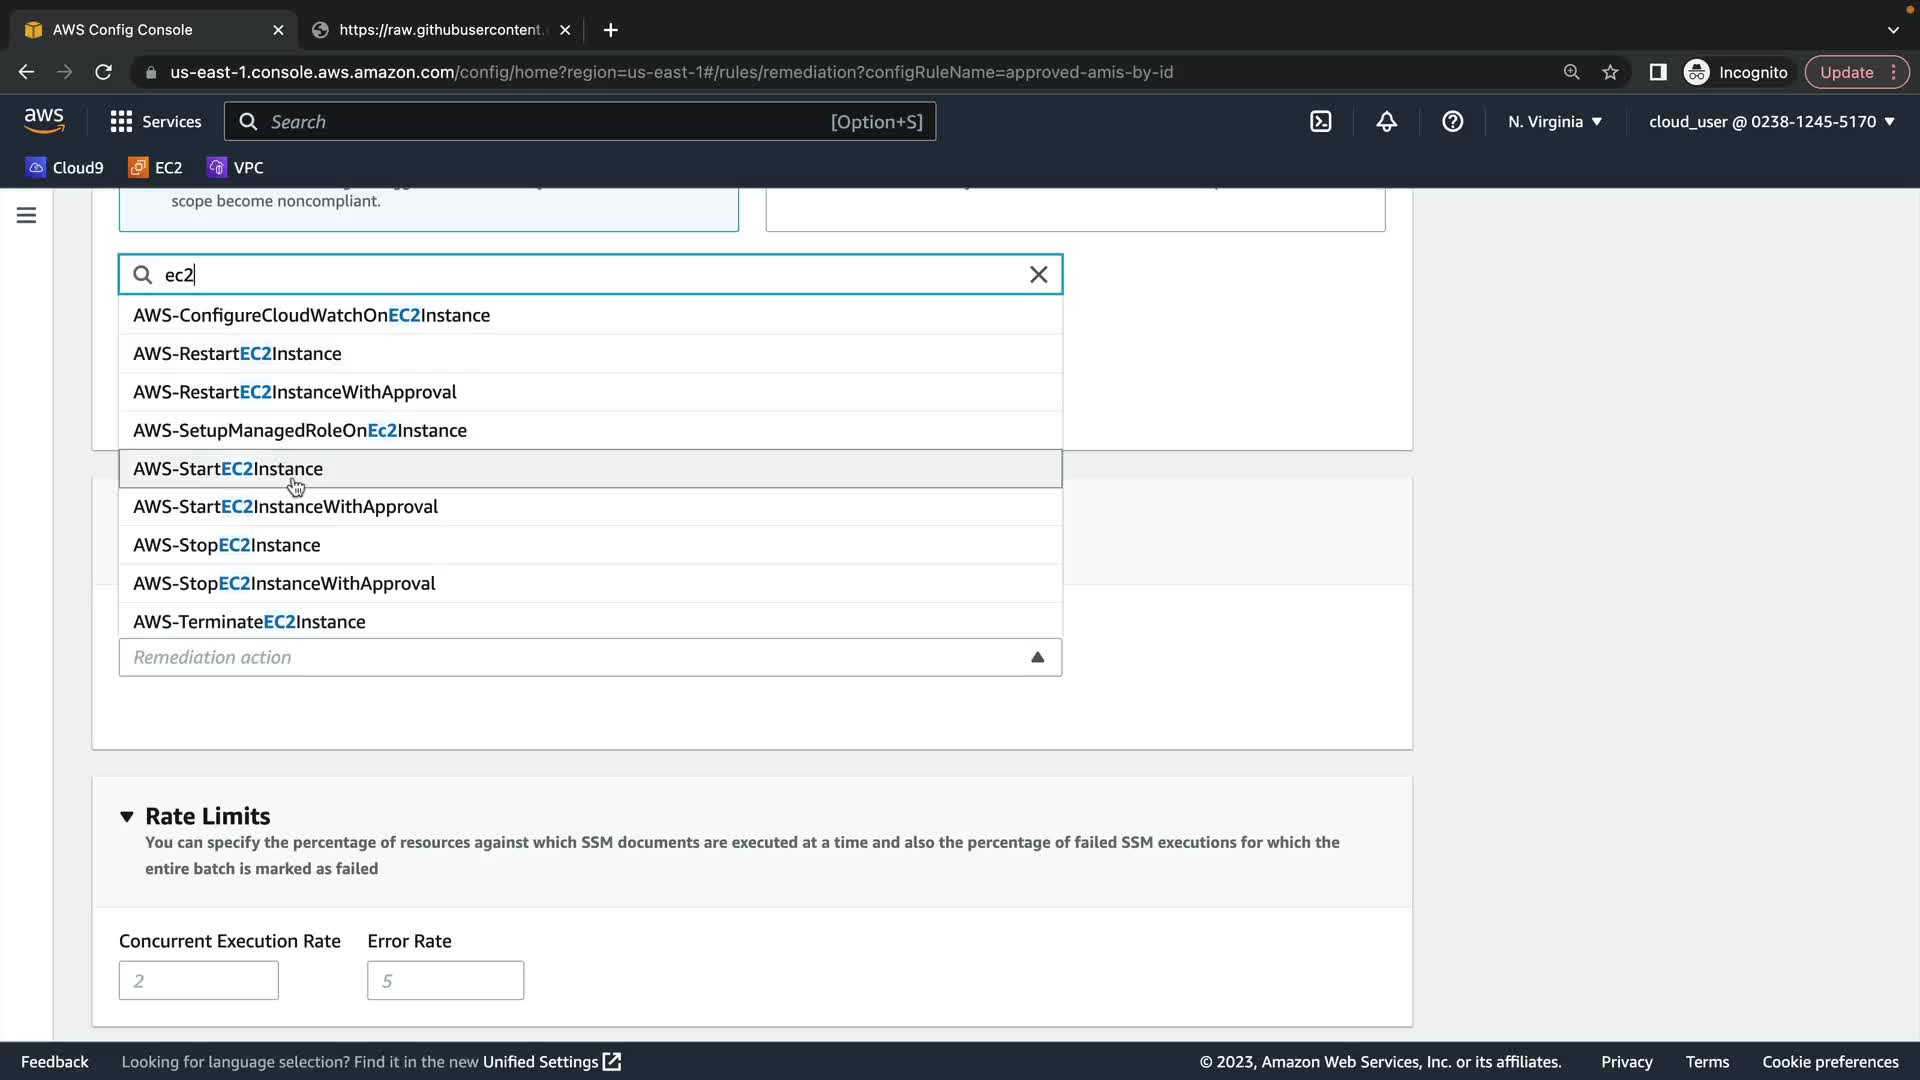 AWS Config Console
https://raw.githubusercontent.
us-east-1.console.aws.amazon.com/config/home?region=us-east-1#/rules/remediation?configRuleName=approved-amis-by-id
Incognito
Update
aws
Services
Search
[Option+S]
N. Virginia
cloud_user @ 0238-1245-5170
Cloud9
EC2
VPC
scope become noncompliant.
ec2
AWS-ConfigureCloudWatchOnEC2Instance
AWS-RestartEC2Instance
AWS-RestartEC2InstanceWithApproval
AWS-SetupManagedRoleOnEc2Instance
AWS-StartEC2Instance
AWS-StartEC2InstanceWithApproval
AWS-StopEC2Instance
AWS-StopEC2InstanceWithApproval
AWS-TerminateEC2Instance
Remediation action
Rate Limits
You can specify the percentage of resources against which SSM documents are executed at a time and also the percentage of failed SSM executions for which the
entire batch is marked as failed
Concurrent Execution Rate
Error Rate
2
5
Feedback
Looking for language selection? Find it in the new Unified Settings
© 2023, Amazon Web Services, Inc. or its affiliates.
Privacy
Terms
Cookie preferences